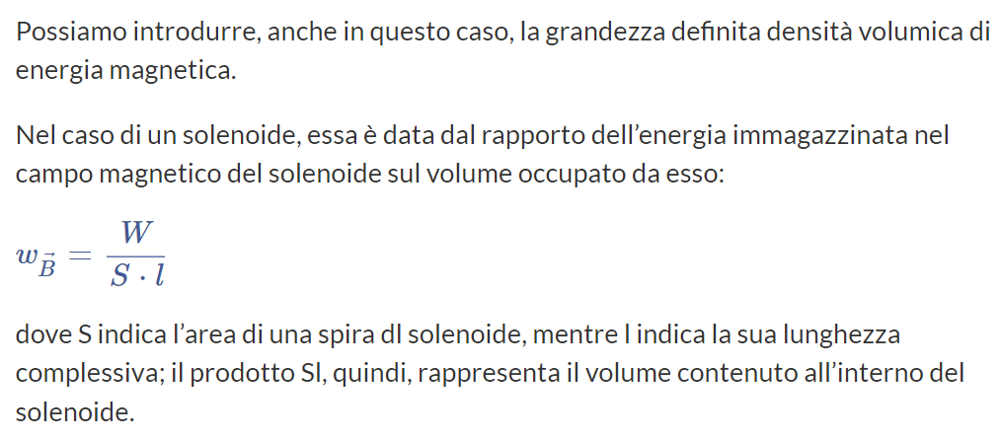 Possiamo introdurre, anche in questo caso, la grandezza definita densità volumica di
energia magnetica.
Nel caso di un solenoide, essa è data dal rapporto dell’energia immagazzinata nel
campo magnetico del solenoide sul volume occupato da esso:
$w_{\vec{B}} = \frac{W}{S \cdot l}$
dove S indica l’area di una spira dl solenoide, mentre l indica la sua lunghezza
complessiva; il prodotto Sl, quindi, rappresenta il volume contenuto all’interno del
solenoide.